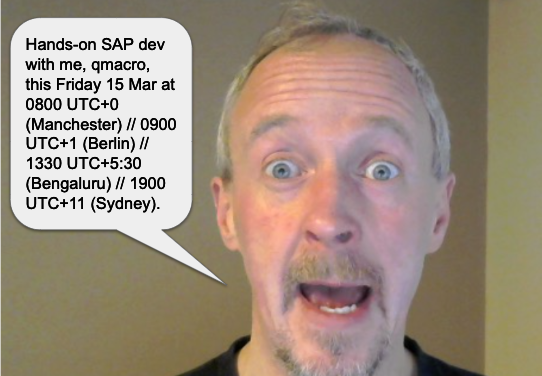 Hands-on SAP dev
with me, qmacro,
this Friday 15 Mar at
0800 UTC+0
(Manchester) // 0900
UTC+1 (Berlin) //
1330 UTC+5:30
(Bengaluru) // 1900
UTC+11 (Sydney).